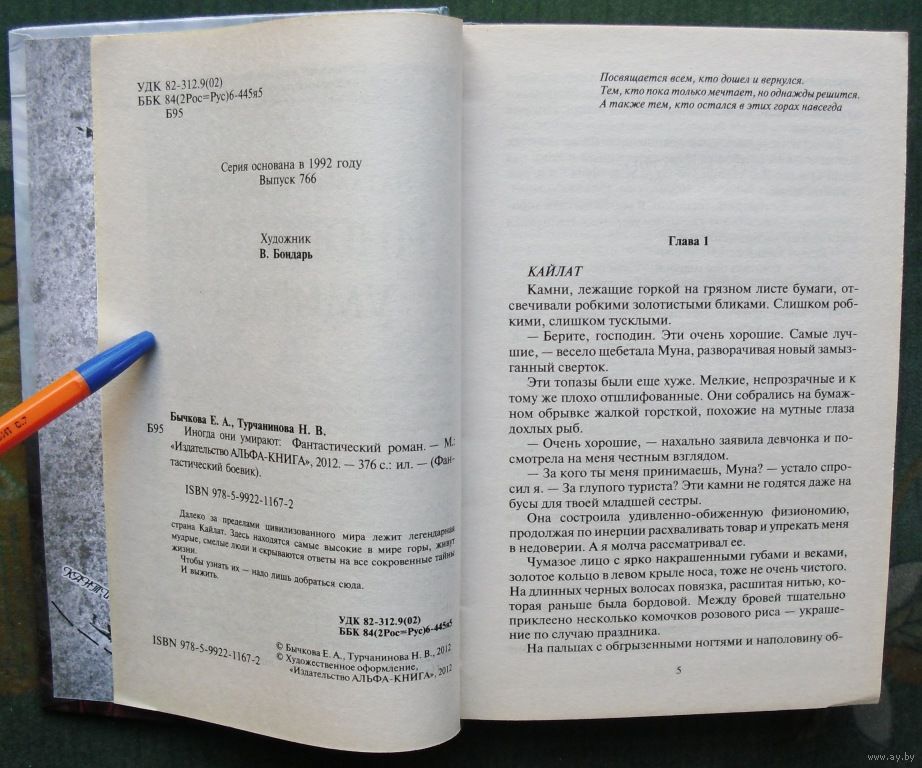 УДК 82-312.9(02)
ББК 84(2Рос=Рус)6-445я5
Б95
Серия основана в 1992 году
Выпуск 766
Художник
В. Бондарь
Бычкова Е. А., Турчанинова Н. В.
Б95 Иногда они умирают: Фантастический роман. — М.:
«Издательство АЛЬФА-КНИГА», 2012. — 376 с.: ил. — (Фан-
тастический боевик).
ISBN 978-5-9922-1167-2
Далеко за пределами цивилизованного мира лежит легендарная
страна Кайлат. Здесь находятся самые высокие в мире горы, живут
мудрые, смелые люди и скрываются ответы на все сокровенные тайны
жизни.
Чтобы узнать их — надо лишь добраться сюда.
И выжить.
УДК 82-312.9(02)
ББК 84(2Рос=Рус)6-445я5
© Бычкова Е. А., Турчанинова Н. В., 2012
© Художественное оформление,
«Издательство АЛЬФА-КНИГА», 2012
ISBN 978-5-9922-1167-2
Посвящается всем, кто дошел и вернулся.
Тем, кто пока только мечтает, но однажды решится.
А также тем, кто остался в этих горах навсегда
Глава 1
КАЙЛАТ
Камни, лежащие горкой на грязном листе бумаги, от-
свечивали робкими золотистыми бликами. Слишком роб-
кими, слишком тусклыми.
— Берите, господин. Эти очень хорошие. Самые луч-
шие, — весело щебетала Муна, разворачивая новый замыз-
ганный сверток.
Эти топазы были еще хуже. Мелкие, непрозрачные и к
тому же плохо отшлифованные. Они собрались на бумаж-
ном обрывке жалкой горсткой, похожие на мутные глаза
дохлых рыб.
— Очень хорошие, — нахально заявила девчонка и по-
смотрела на меня честным взглядом.
— За кого ты меня принимаешь, Муна? — устало спро-
сил я. — За глупого туриста? Эти камни не годятся даже на
бусы для твоей младшей сестры.
Она состроила удивленно-обиженную физиономию,
продолжая по инерции расхваливать товар и упрекать меня
в недоверии. А я молча рассматривал ее.
Чумазое лицо с ярко накрашенными губами и веками,
золотое кольцо в левом крыле носа, тоже не очень чистого.
На длинных черных волосах повязка, расшитая нитью, ко-
торая раньше была бордовой. Между бровей тщательно
приклеено несколько комочков розового риса — украше-
ние по случаю праздника.
На пальцах с обгрызенными ногтями и наполовину об-
5
www.ay.by